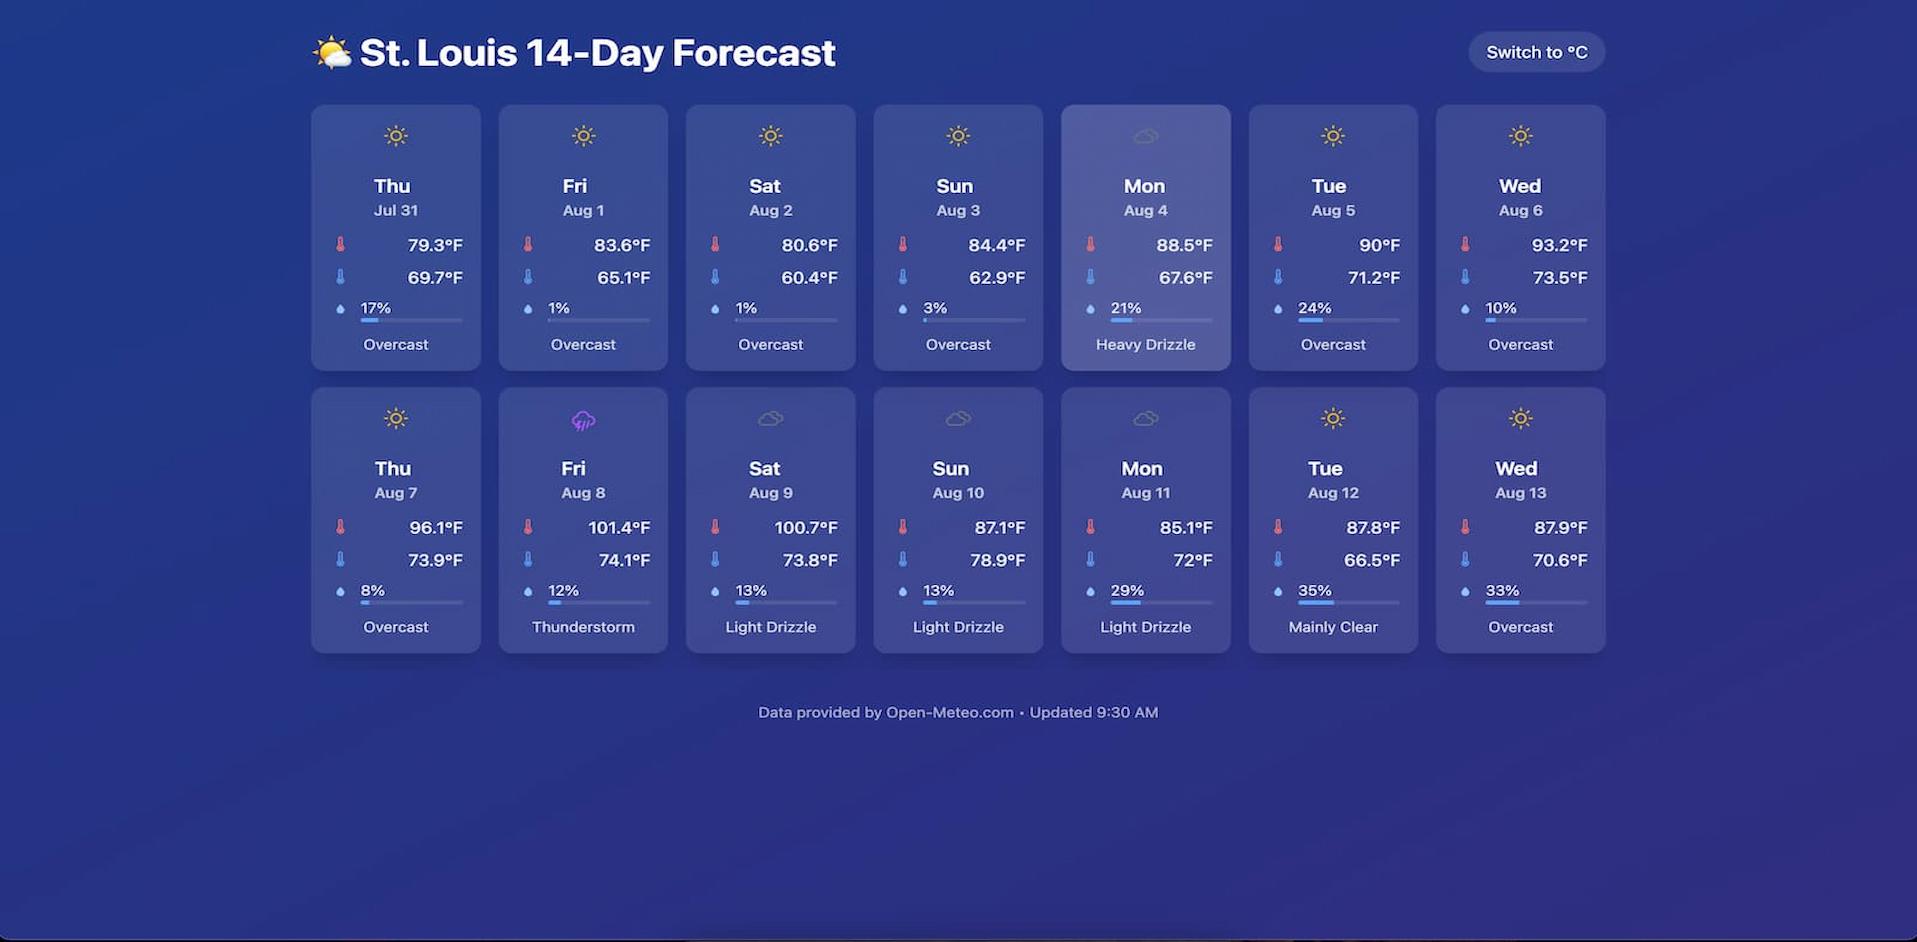 St. Louis 14-Day Forecast
Switch to °C
Thu
Jul 31
79.3°F
69.7°F
17%
Overcast
Fri
Aug 1
83.6°F
65.1°F
1%
Overcast
Sat
Aug 2
80.6°F
60.4°F
1%
Overcast
Sun
Aug 3
84.4°F
62.9°F
3%
Overcast
Mon
Aug 4
88.5°F
67.6°F
21%
Heavy Drizzle
Tue
Aug 5
90°F
71.2°F
24%
Overcast
Wed
Aug 6
93.2°F
73.5°F
10%
Overcast
Thu
Aug 7
96.1°F
73.9°F
8%
Overcast
Fri
Aug 8
101.4°F
74.1°F
12%
Thunderstorm
Sat
Aug 9
100.7°F
73.8°F
13%
Light Drizzle
Sun
Aug 10
87.1°F
78.9°F
13%
Light Drizzle
Mon
Aug 11
85.1°F
72°F
29%
Light Drizzle
Tue
Aug 12
87.8°F
66.5°F
35%
Mainly Clear
Wed
Aug 13
87.9°F
70.6°F
33%
Overcast
Data provided by Open-Meteo.com • Updated 9:30 AM